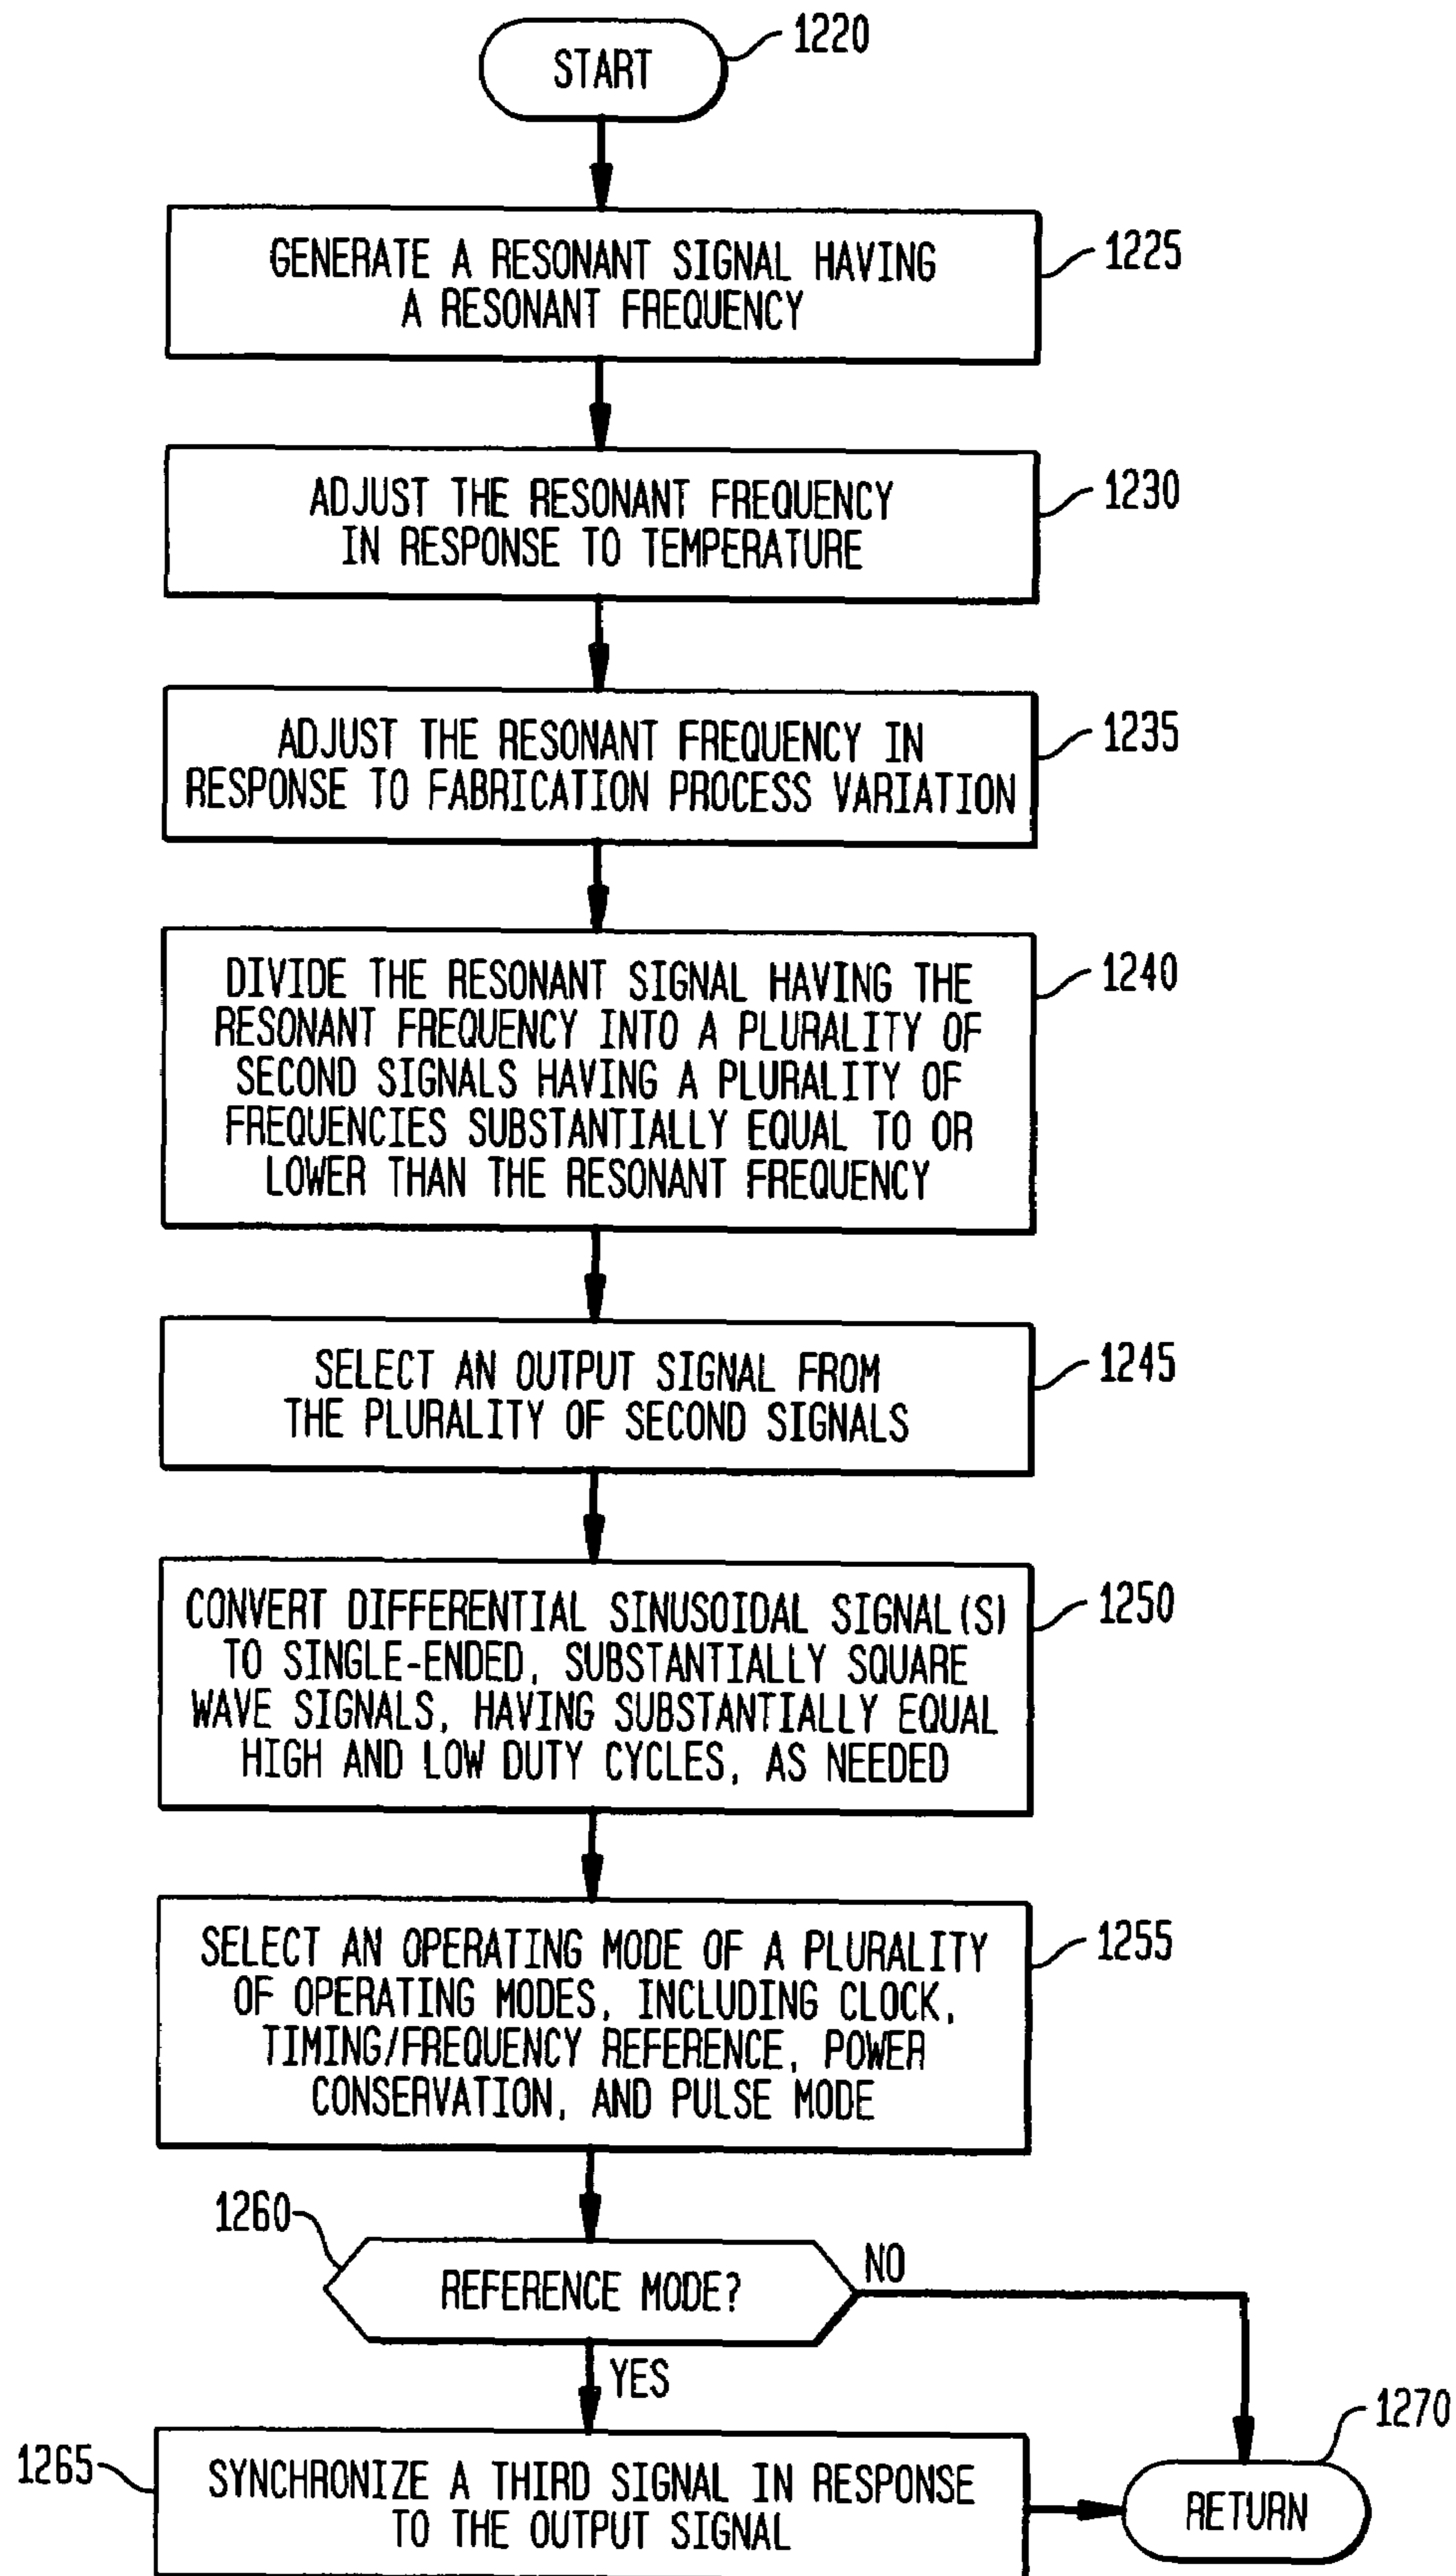 START
1220
GENERATE A RESONANT SIGNAL HAVING
A RESONANT FREQUENCY
1225
ADJUST THE RESONANT FREQUENCY
IN RESPONSE TO TEMPERATURE
1230
ADJUST THE RESONANT FREQUENCY IN
RESPONSE TO FABRICATION PROCESS VARIATION
1235
DIVIDE THE RESONANT SIGNAL HAVING THE
RESONANT FREQUENCY INTO A PLURALITY OF
SECOND SIGNALS HAVING A PLURALITY OF
FREQUENCIES SUBSTANTIALLY EQUAL TO OR
LOWER THAN THE RESONANT FREQUENCY
1240
SELECT AN OUTPUT SIGNAL FROM
THE PLURALITY OF SECOND SIGNALS
1245
CONVERT DIFFERENTIAL SINUSOIDAL SIGNAL(S)
TO SINGLE-ENDED, SUBSTANTIALLY SQUARE
WAVE SIGNALS, HAVING SUBSTANTIALLY EQUAL
HIGH AND LOW DUTY CYCLES, AS NEEDED
1250
SELECT AN OPERATING MODE OF A PLURALITY
OF OPERATING MODES, INCLUDING CLOCK,
TIMING/FREQUENCY REFERENCE, POWER
CONSERVATION, AND PULSE MODE
1255
1260
REFERENCE MODE?
NO
YES
1265
SYNCHRONIZE A THIRD SIGNAL IN RESPONSE
TO THE OUTPUT SIGNAL
1270
RETURN